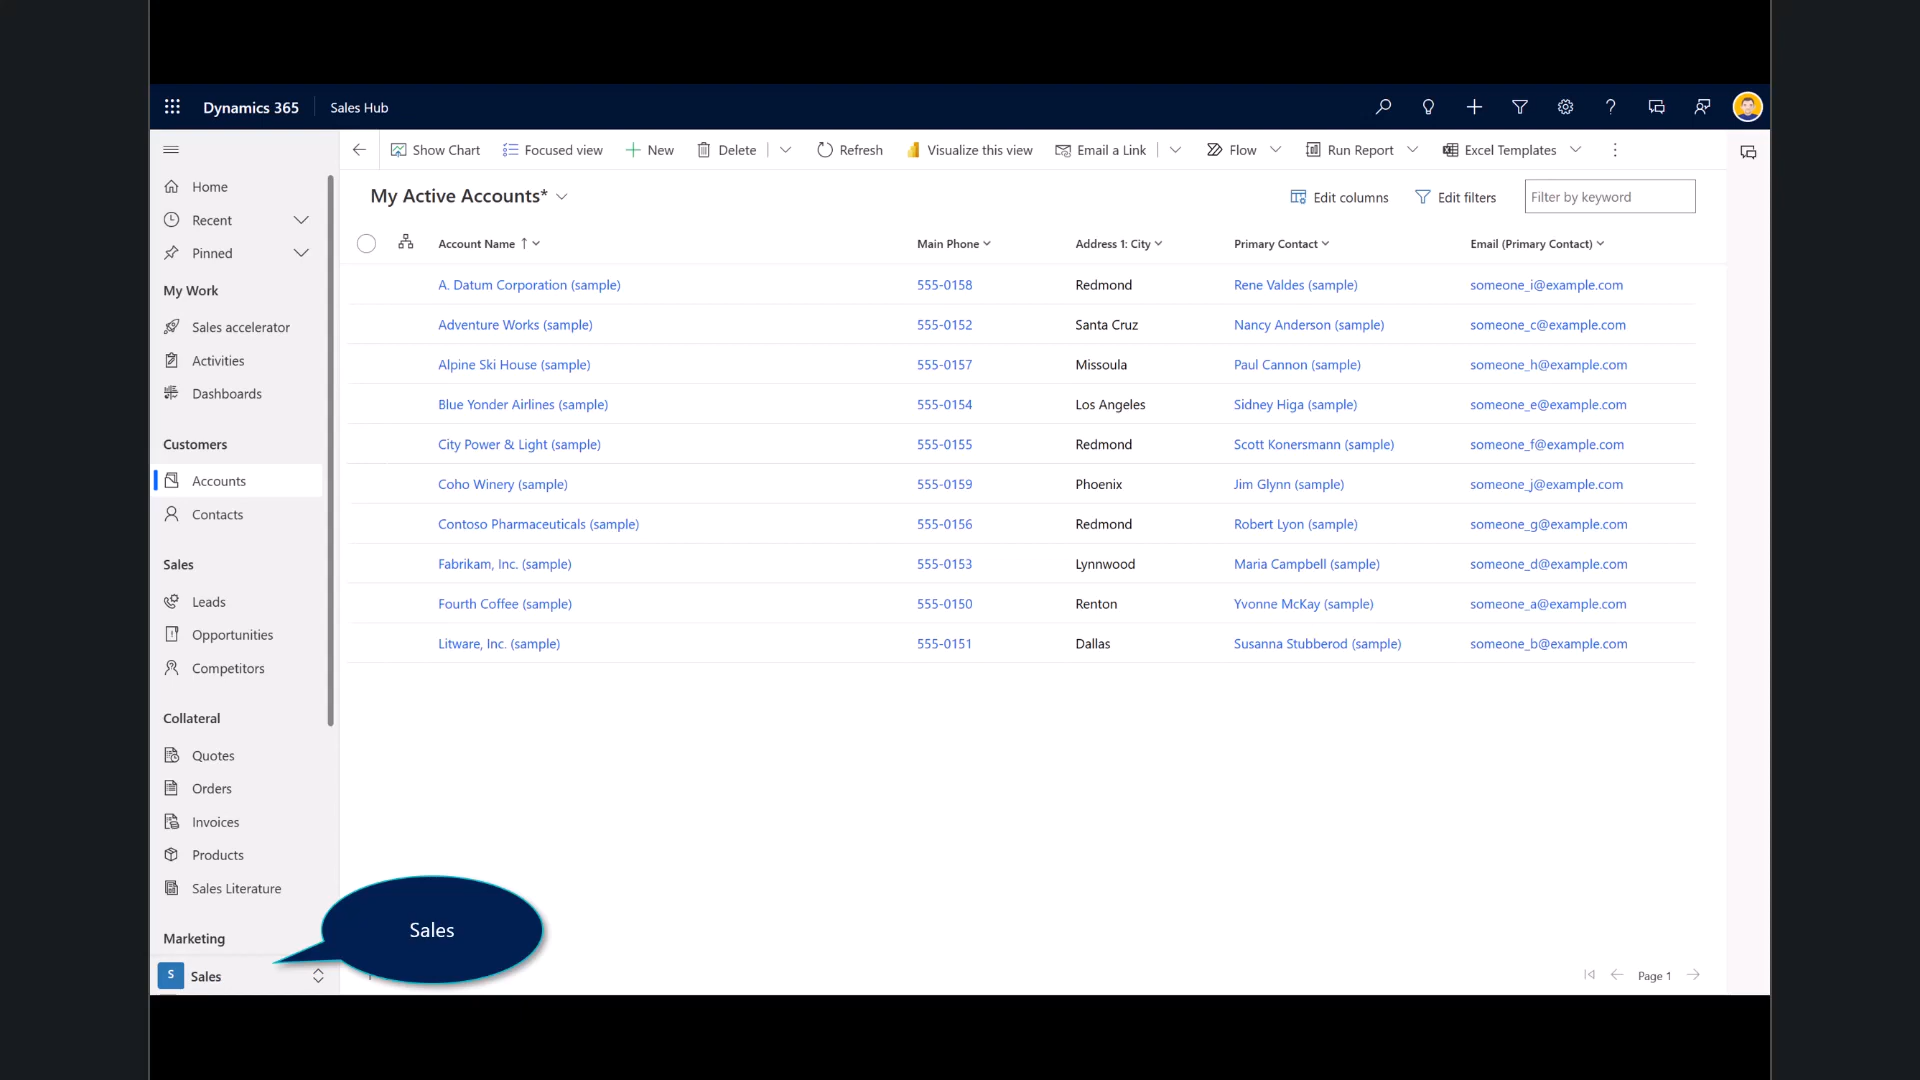 Dynamics 365 Sales Hub
Show Chart Focused view New Delete Refresh Visualize this view Email a Link Flow Run Report Excel Templates
Home
Recent
Pinned
My Work
Sales accelerator
Activities
Dashboards
Customers
Accounts
Contacts
Sales
Leads
Opportunities
Competitors
Collateral
Quotes
Orders
Invoices
Products
Sales Literature
Marketing
S Sales
My Active Accounts*
Edit columns Edit filters Filter by keyword
Account Name Main Phone Address 1: City Primary Contact Email (Primary Contact)
A. Datum Corporation (sample) 555-0158 Redmond Rene Valdes (sample) someone_i@example.com
Adventure Works (sample) 555-0152 Santa Cruz Nancy Anderson (sample) someone_c@example.com
Alpine Ski House (sample) 555-0157 Missoula Paul Cannon (sample) someone_h@example.com
Blue Yonder Airlines (sample) 555-0154 Los Angeles Sidney Higa (sample) someone_e@example.com
City Power & Light (sample) 555-0155 Redmond Scott Konersmann (sample) someone_f@example.com
Coho Winery (sample) 555-0159 Phoenix Jim Glynn (sample) someone_j@example.com
Contoso Pharmaceuticals (sample) 555-0156 Redmond Robert Lyon (sample) someone_g@example.com
Fabrikam, Inc. (sample) 555-0153 Lynnwood Maria Campbell (sample) someone_d@example.com
Fourth Coffee (sample) 555-0150 Renton Yvonne McKay (sample) someone_a@example.com
Litware, Inc. (sample) 555-0151 Dallas Susanna Stubberod (sample) someone_b@example.com
Sales
Page 1